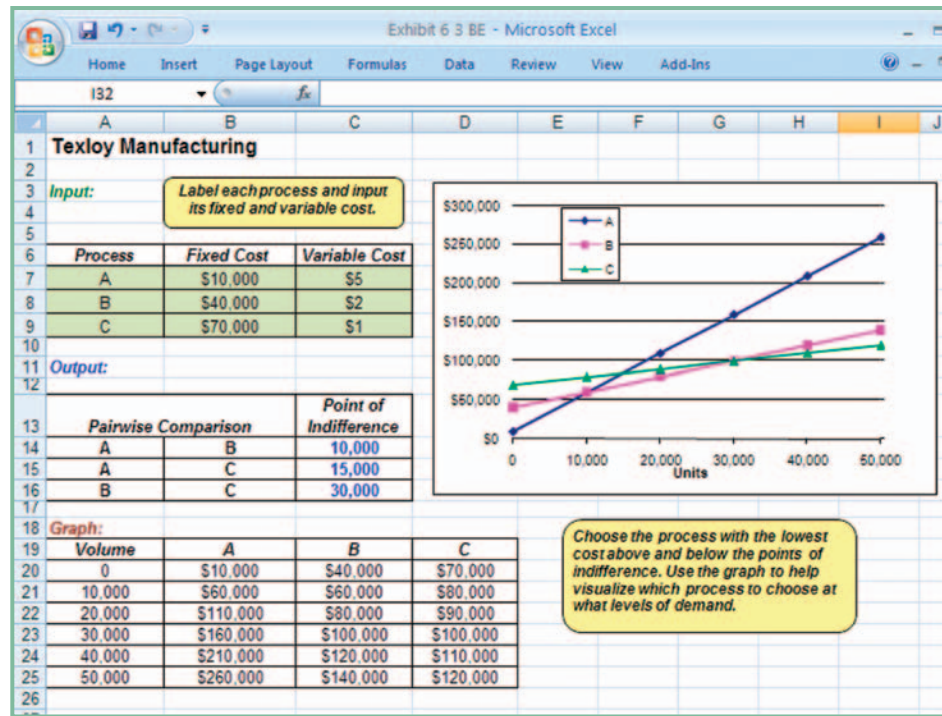 Exhibit 6 3 BE - Microsoft Excel
Home Insert Page Layout Formulas Data Review View Add-Ins
I32 fx
A B C D E F G H I J
1 Texloy Manufacturing
2
3 Input:
Label each process and input
its fixed and variable cost.
4
5
6 Process Fixed Cost Variable Cost
7 A $10,000 $5
8 B $40,000 $2
9 C $70,000 $1
10
11 Output:
12
Point of
13 Pairwise Comparison Indifference
14 A B 10,000
15 A C 15,000
16 B C 30,000
17
$300,000
$250,000
$200,000
$150,000
$100,000
$50,000
$0
A
B
C
0 10,000 20,000 30,000 40,000 50,000
Units
18 Graph:
19 Volume A B C
20 0 $10,000 $40,000 $70,000
21 10,000 $60,000 $60,000 $80,000
22 20,000 $110,000 $80,000 $90,000
23 30,000 $160,000 $100,000 $100,000
24 40,000 $210,000 $120,000 $110,000
25 50,000 $260,000 $140,000 $120,000
26
Choose the process with the lowest
cost above and below the points of
indifference. Use the graph to help
visualize which process to choose at
what levels of demand.